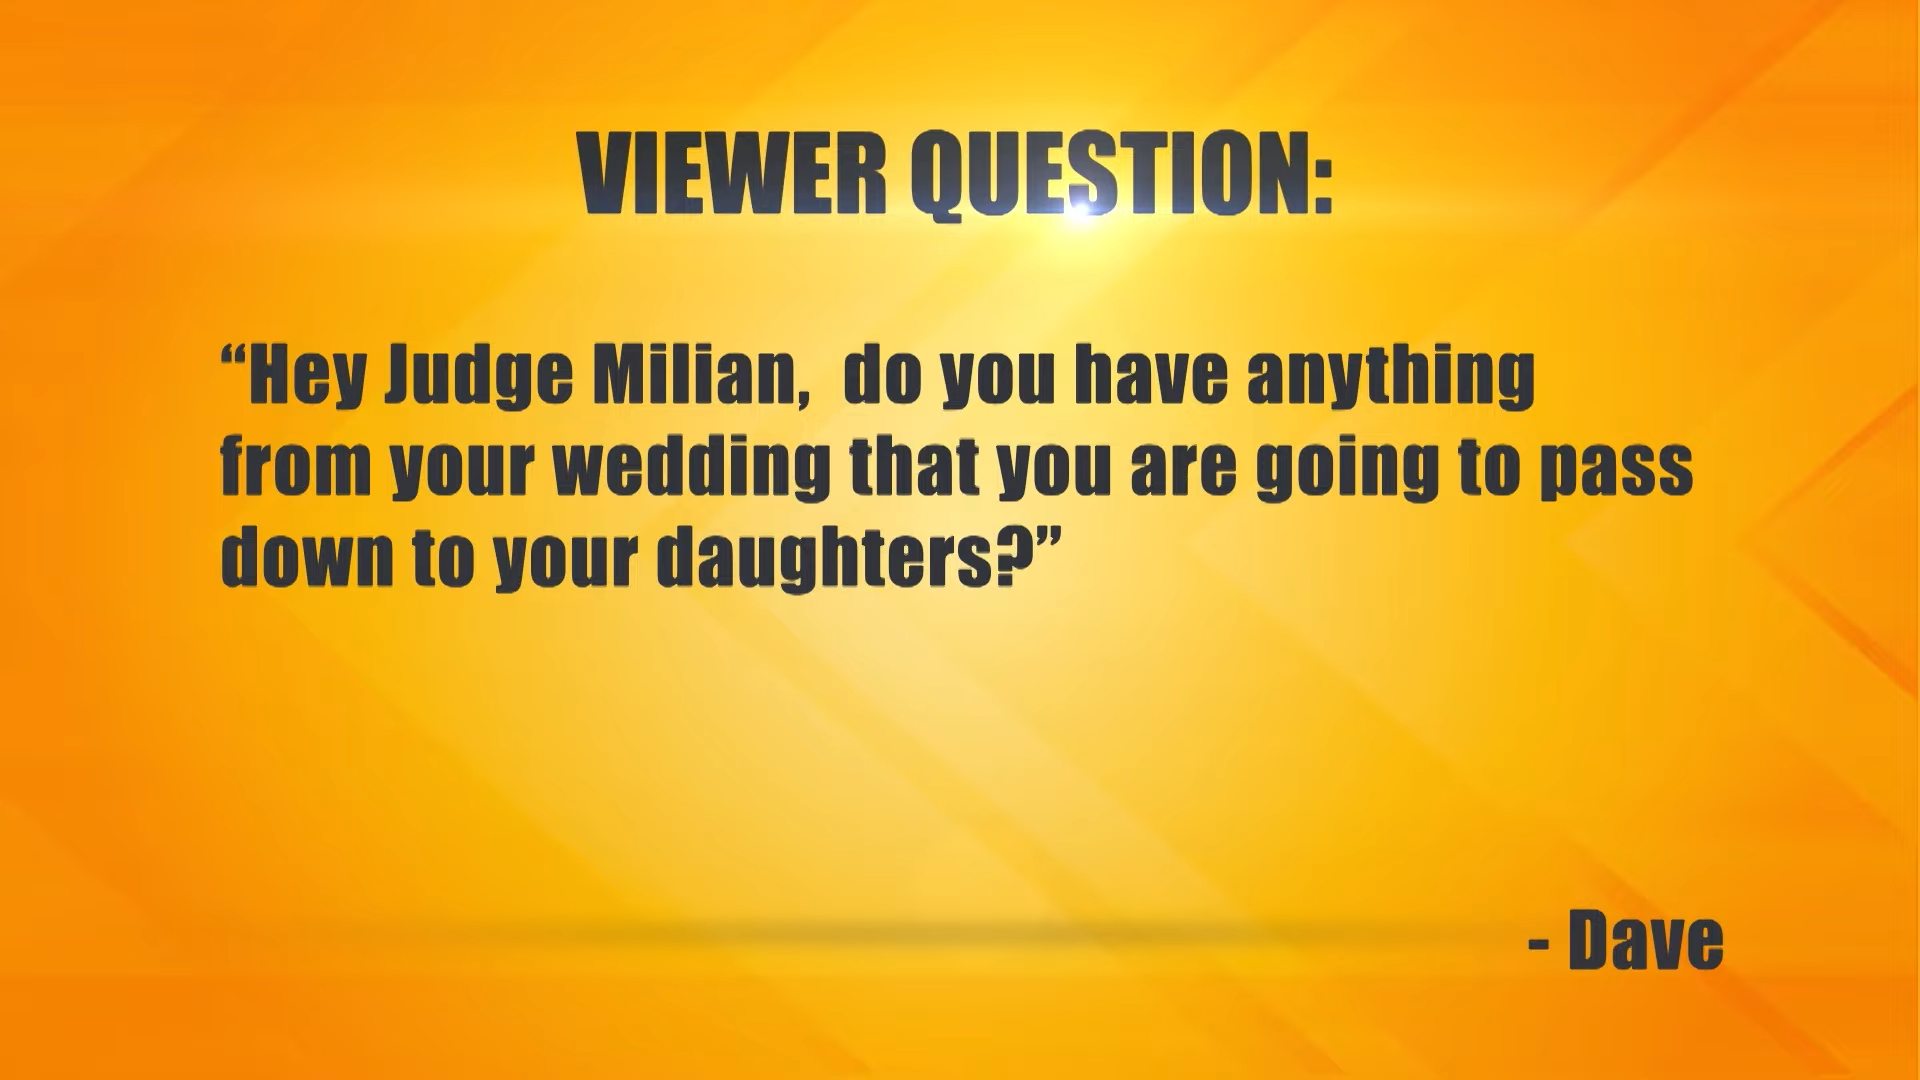 VIEWER QUESTION:
“Hey Judge Milian,  do you have anything
from your wedding that you are going to pass
down to your daughters?”
- Dave